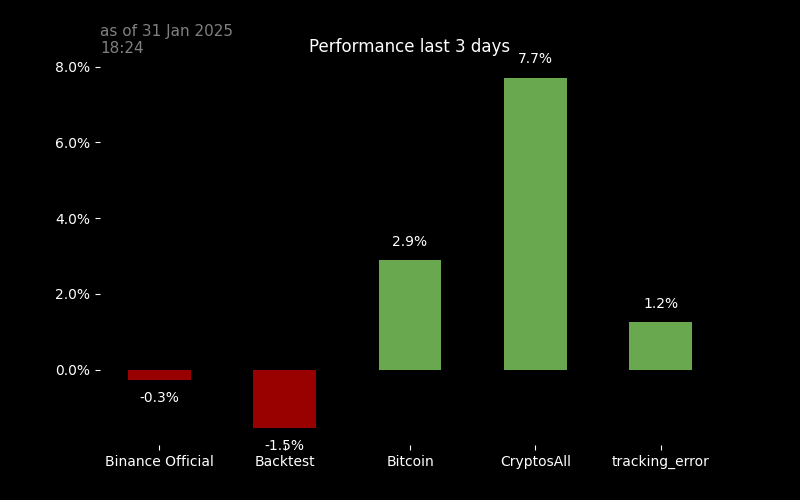 as of 31 Jan 2025
18:24
Performance last 3 days
8.0%
6.0%
4.0%
2.0%
0.0%
-0.3%
-1.5%
2.9%
7.7%
1.2%
Binance Official
Backtest
Bitcoin
CryptosAll
tracking_error